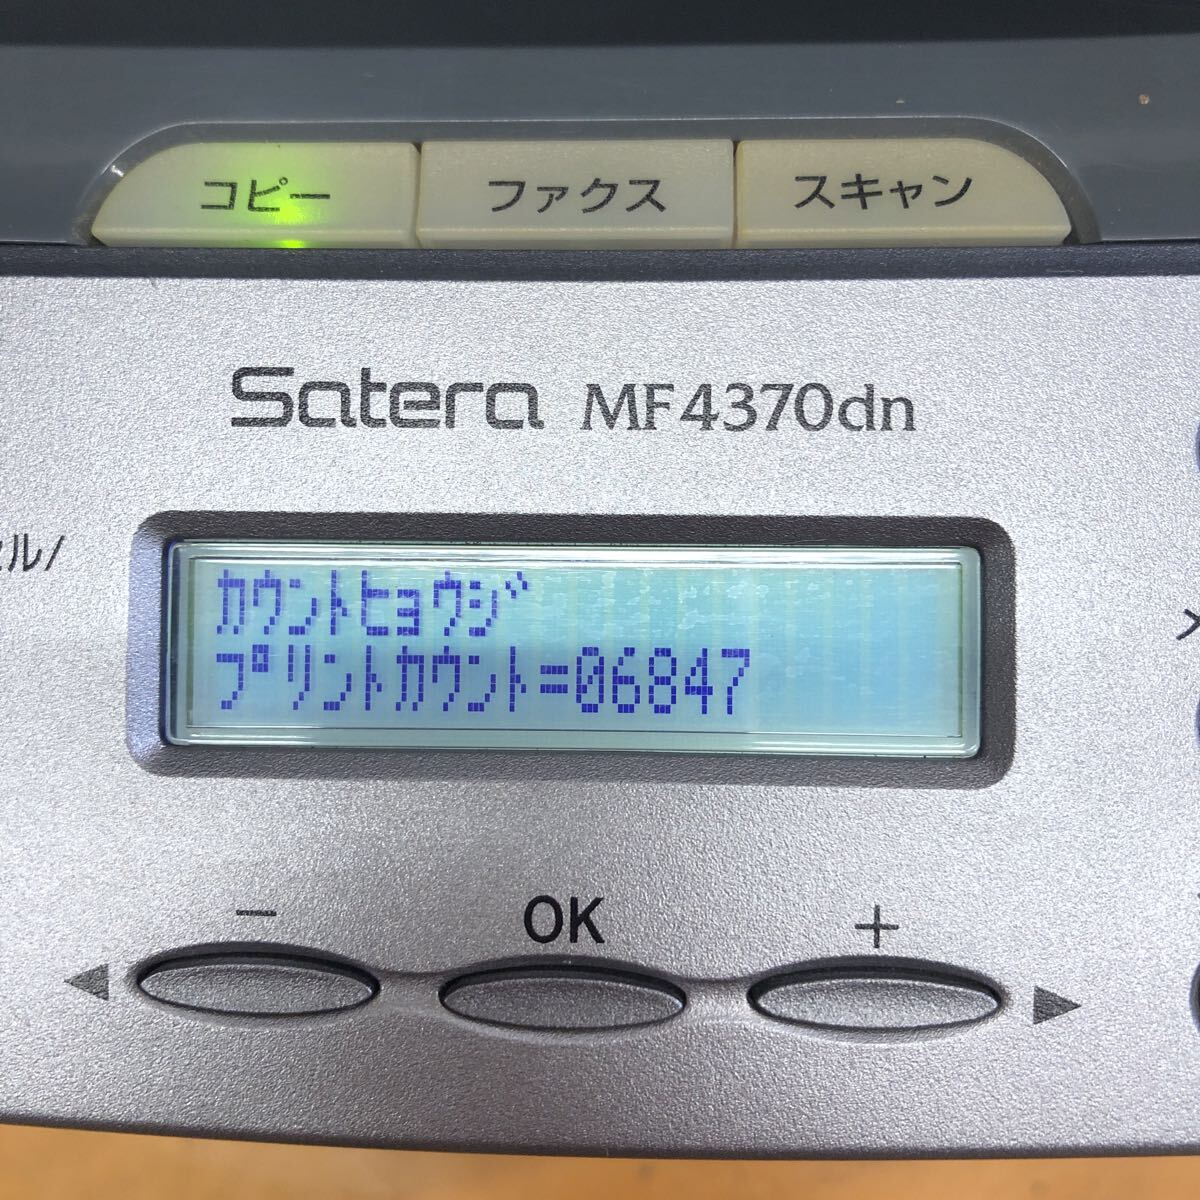 コピー ファクス スキャン
Satera MF4370dn
ル/
カウントヒョウジ
プリントカウント=06847
- OK +